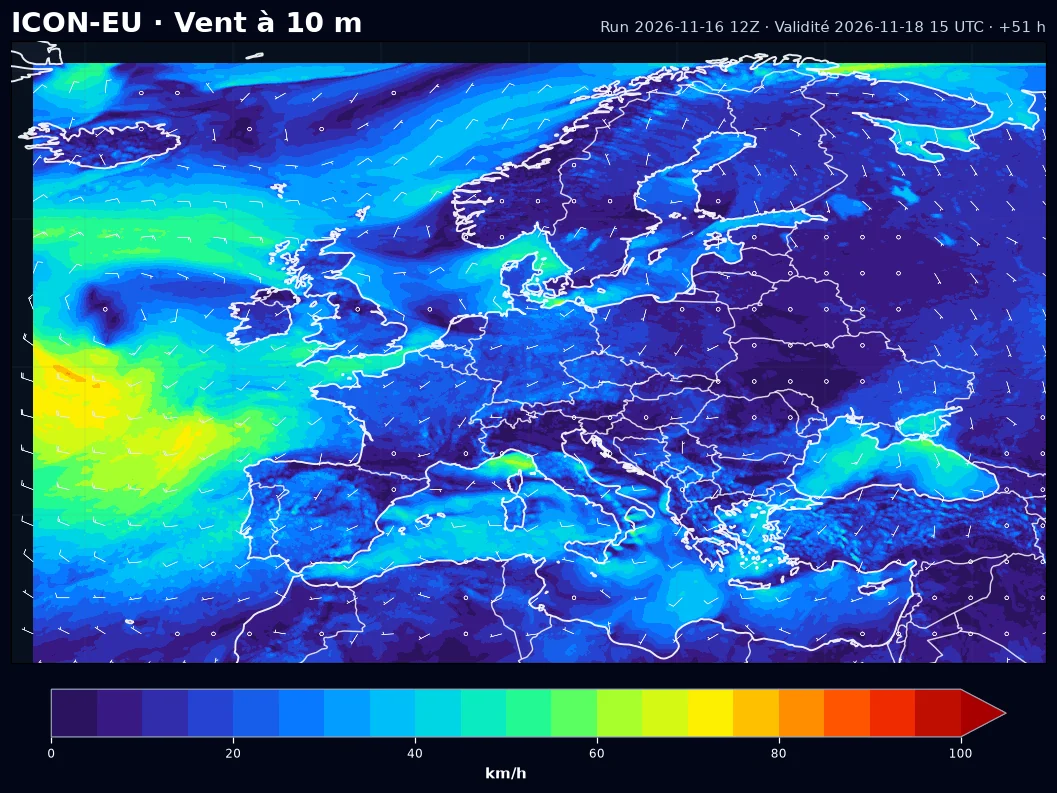 ICON-EU · Vent à 10 m
Run 2026-11-16 12Z · Validité 2026-11-18 15 UTC · +51 h
0 20 40 60 80 100
km/h